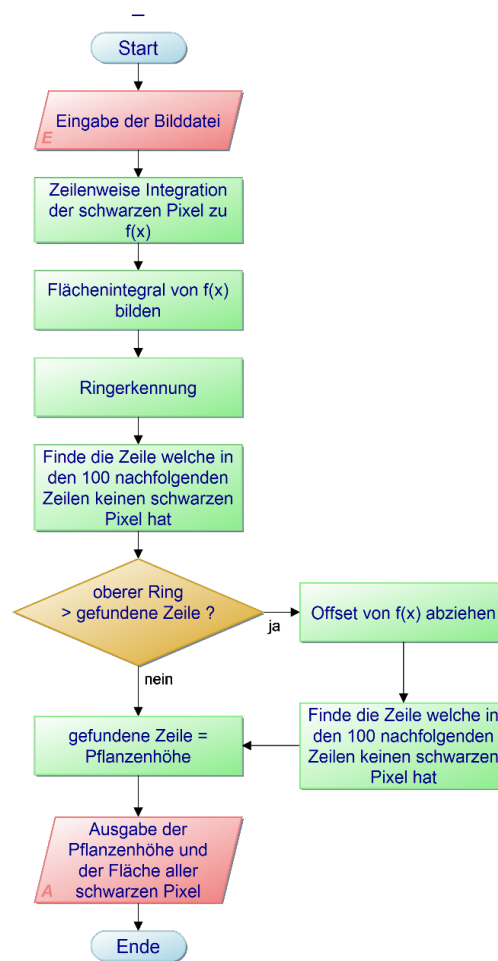 Start
Eingabe der Bilddatei
E
Zeilenweise Integration
der schwarzen Pixel zu
f(x)
Flächenintegral von f(x)
bilden
Ringerkennung
Finde die Zeile welche in
den 100 nachfolgenden
Zeilen keinen schwarzen
Pixel hat
oberer Ring
> gefundene Zeile ?
ja
Offset von f(x) abziehen
nein
Finde die Zeile welche in
den 100 nachfolgenden
Zeilen keinen schwarzen
Pixel hat
gefundene Zeile =
Pflanzenhöhe
Ausgabe der
Pflanzenhöhe und
der Fläche aller
schwarzen Pixel
A
Ende